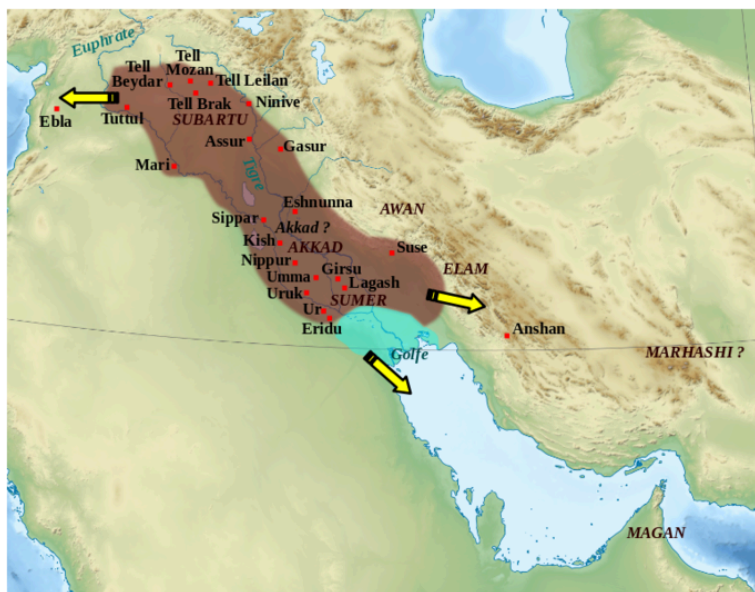 Euphrate
Tell
Mozan
Tell
Beydar
Tell Leilan
Tell Brak
Ninive
Ebla
Tuttul
SUBARTU
Assur
Gasur
Mari
Tigre
Eshnunna
AWAN
Sippar
Akkad ?
Kish
AKKAD
Suse
Nippur
ELAM
Umma
Girsu
Lagash
Uruk
SUMER
Ur
Eridu
Anshan
Golfe
MARHASHI ?
MAGAN